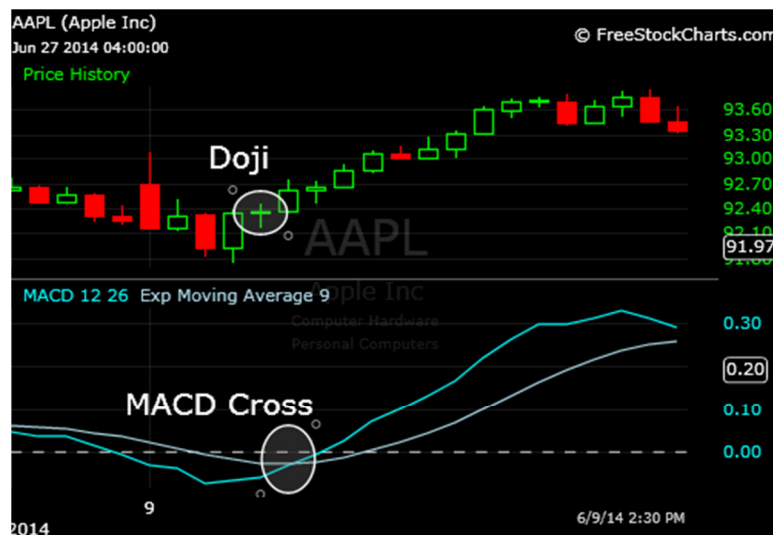 AAPL (Apple Inc)
Jun 27 2014 04:00:00
© FreeStockCharts.com
Price History
93.60
93.30
93.00
92.70
92.40
92.10
91.97
91.80
Doji
AAPL
Apple Inc
Computer Hardware
Personal Computers
MACD 12 26 Exp Moving Average 9
0.30
0.20
0.10
0.00
MACD Cross
9
2014
6/9/14 2:30 PM